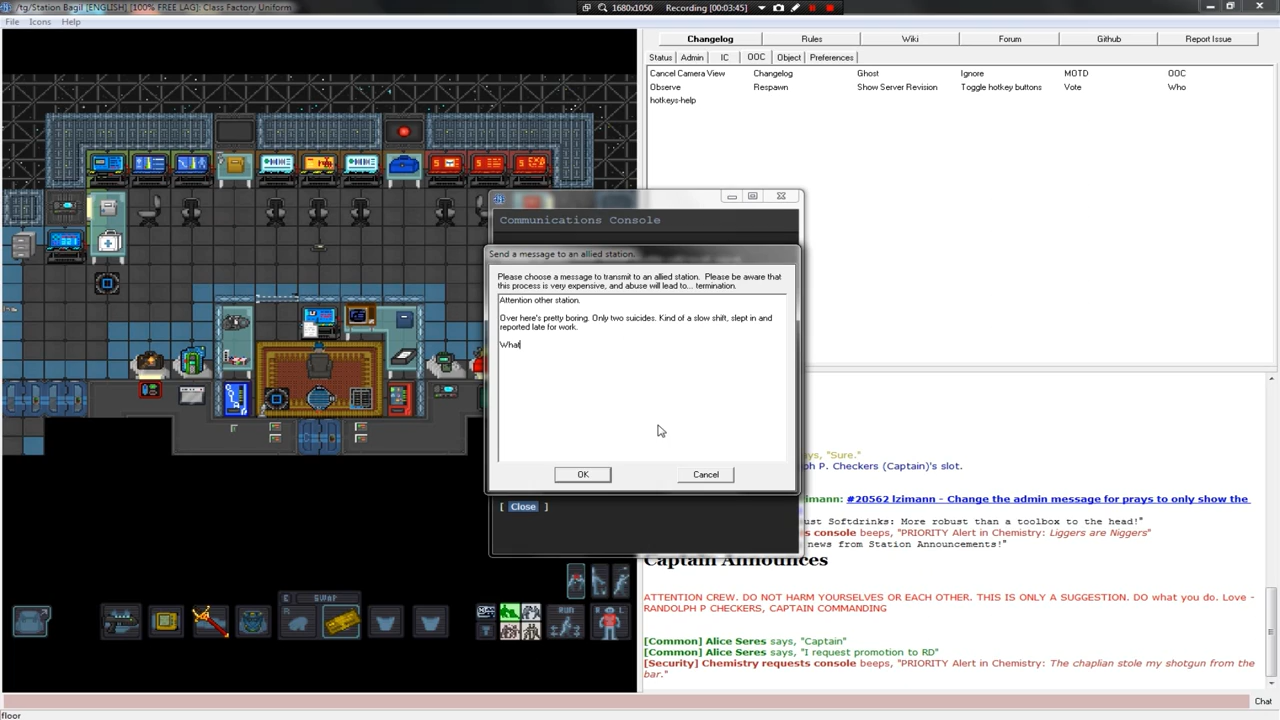 /tg/Station Bagil [ENGLISH] [100% FREE LAG]: Class Factory Uniform
1680x1050
Recording [00:03:45]
File Icons Help
Changelog Rules Wiki Forum Github Report Issue
Status Admin IC OOC Object Preferences
Cancel Camera View Changelog Ghost Ignore MOTD OOC
Observe Respawn Show Server Revision Toggle hotkey buttons Vote Who
hotkeys-help
Communications Console
Send a message to an allied station.
Please choose a message to transmit to an allied station. Please be aware that
this process is very expensive, and abuse will lead to... termination.
Attention other station.
Over here's pretty boring. Only two suicides. Kind of a slow shift, slept in and
reported late for work.
What
OK Cancel
[ Close ]
ays, "Sure."
ph P. Checkers (Captain)'s slot.
imann: #20562 lzimann - Change the admin message for prays to only show the
ust Softdrinks: More robust than a toolbox to the head!"
s console beeps, "PRIORITY Alert in Chemistry: Liggers are Niggers"
news from Station Announcements!"
Captain Announces
ATTENTION CREW. DO NOT HARM YOURSELVES OR EACH OTHER. THIS IS ONLY A SUGGESTION. DO what you do. Love -
RANDOLPH P CHECKERS, CAPTAIN COMMANDING
[Common] Alice Seres says, "Captain"
[Common] Alice Seres says, "I request promotion to RD"
[Security] Chemistry requests console beeps, "PRIORITY Alert in Chemistry: The chaplian stole my shotgun from the
bar."
SWAP
RUN
R L
Chat
floor